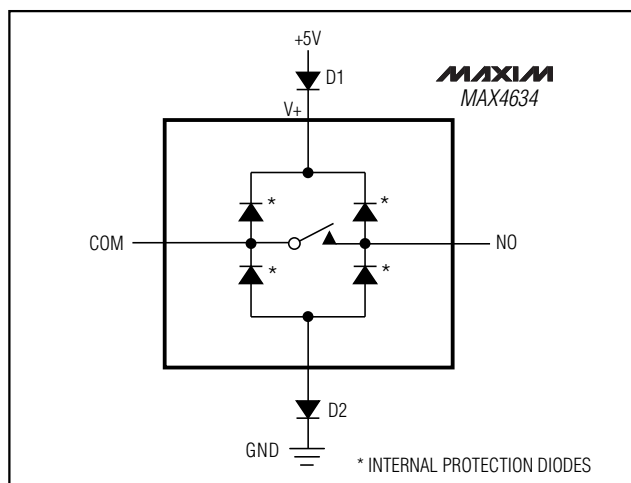 +5V
D1
MAXIM
MAX4634
V+
*
*
COM
NO
*
*
D2
GND
* INTERNAL PROTECTION DIODES